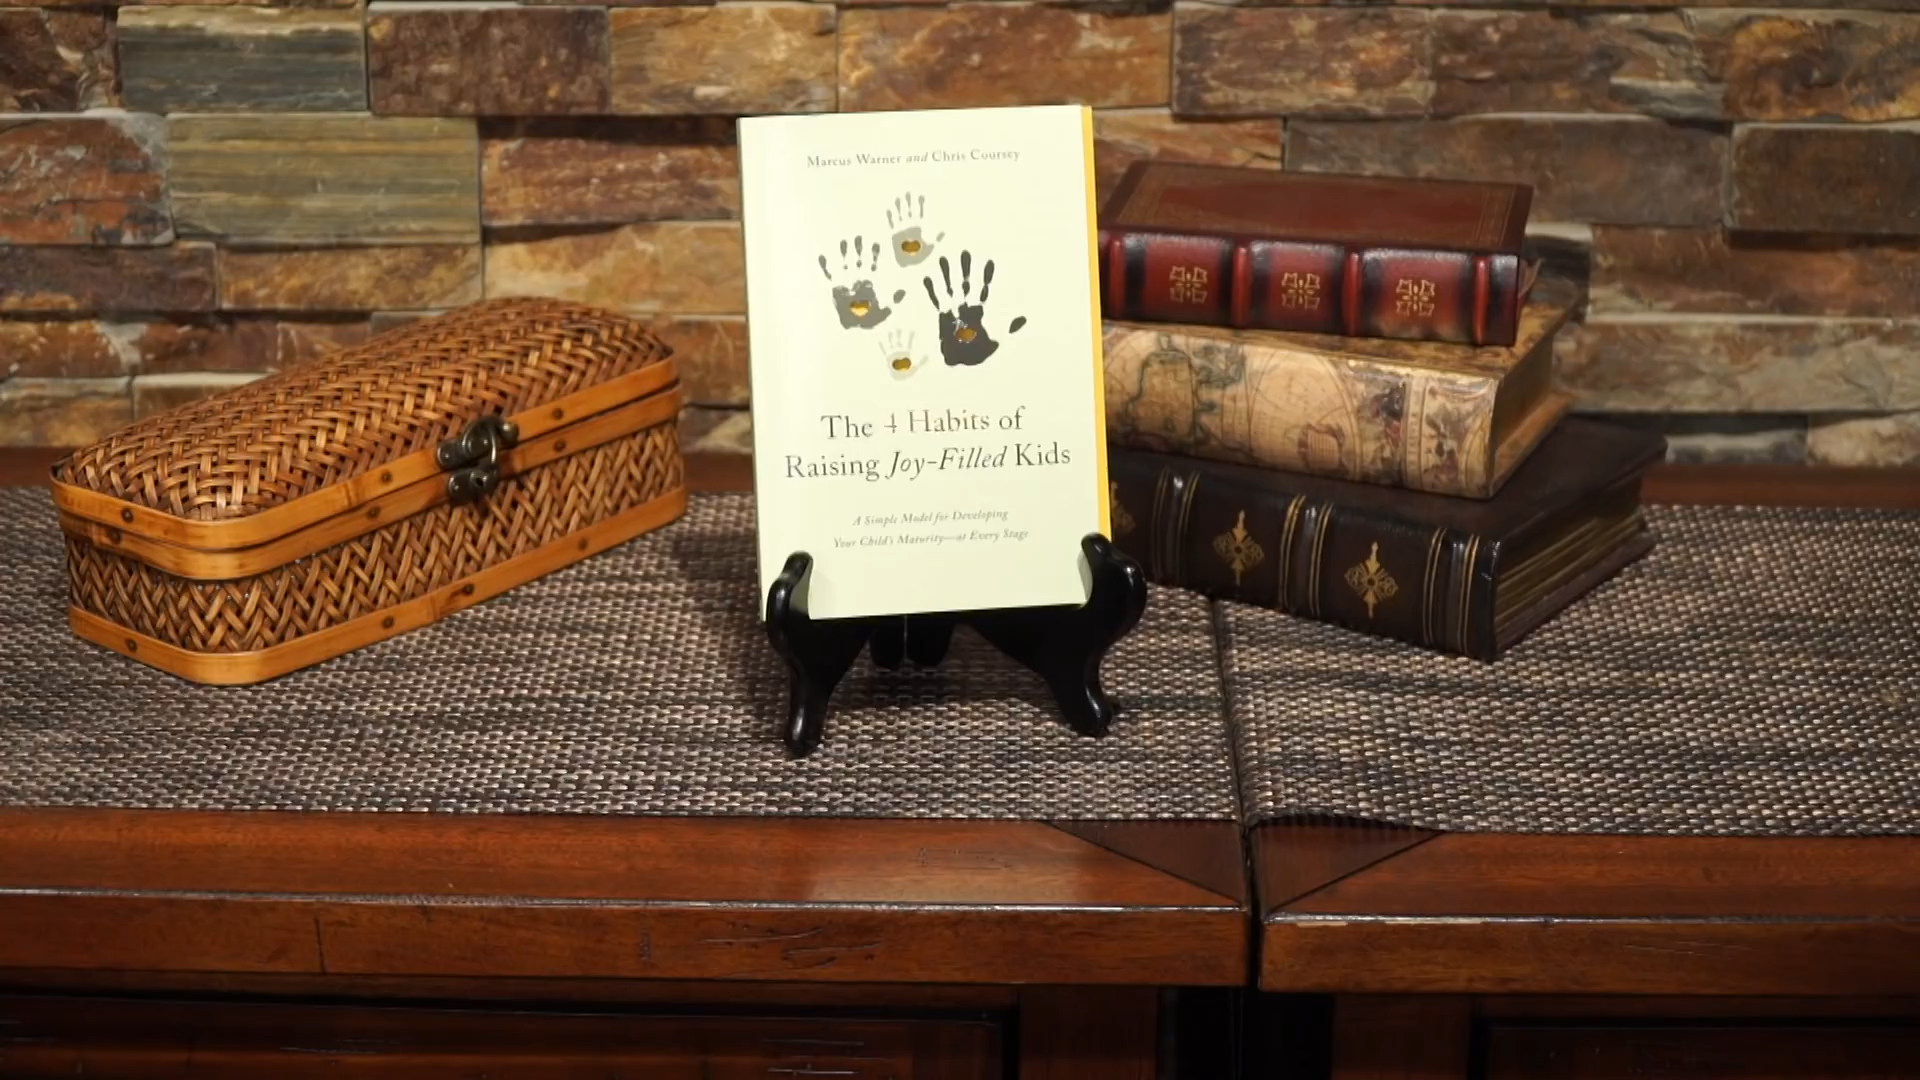 Marcus Warner and Chris Coursey
The 4 Habits of
Raising Joy-Filled Kids
A Simple Model for Developing
Your Child's Maturity—at Every Stage